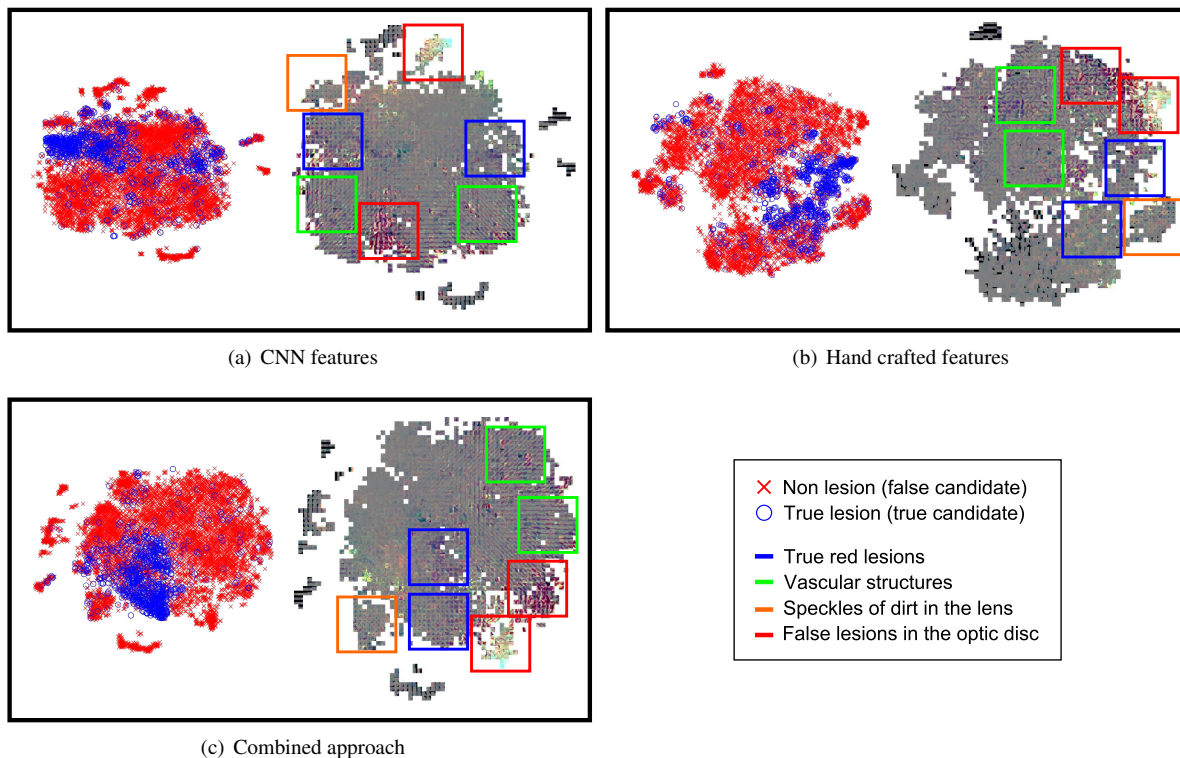 (a) CNN features
(b) Hand crafted features
(c) Combined approach
Non lesion (false candidate)
True lesion (true candidate)
True red lesions
Vascular structures
Speckles of dirt in the lens
False lesions in the optic disc